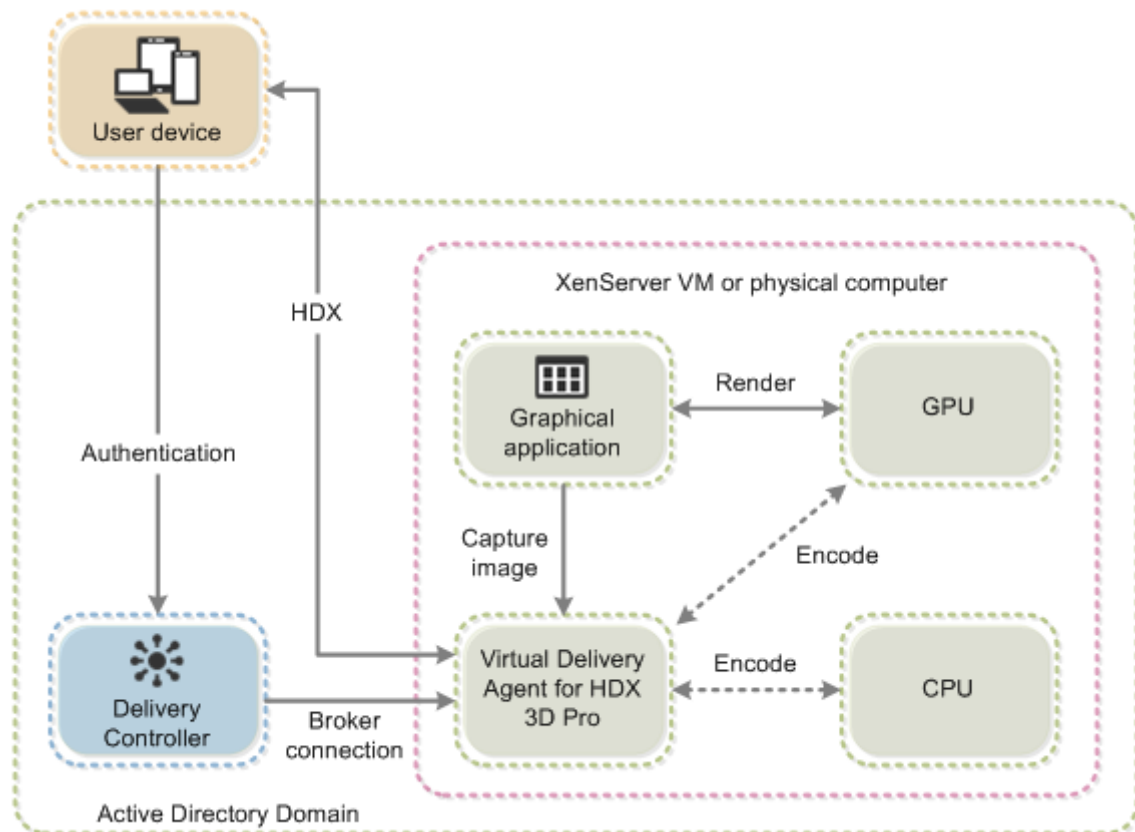 User device
HDX
XenServer VM or physical computer
Graphical
application
Render
GPU
Authentication
Capture
image
Encode
Delivery
Controller
Broker
connection
Virtual Delivery
Agent for HDX
3D Pro
Encode
CPU
Active Directory Domain